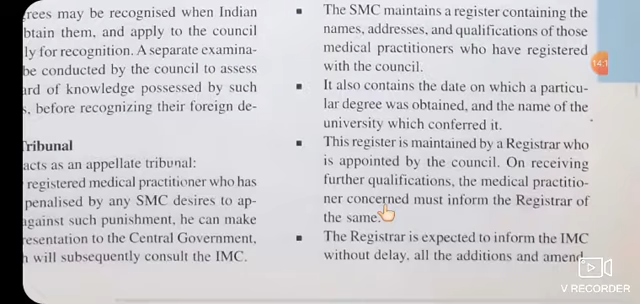 grees may be recognised when Indian
btain them, and apply to the council
ly for recognition. A separate examina-
be conducted by the council to assess
ard of knowledge possessed by such
s, before recognizing their foreign de-
Tribunal
acts as an appellate tribunal:
registered medical practitioner who has
penalised by any SMC desires to ap-
against such punishment, he can make
resentation to the Central Government,
will subsequently consult the IMC.
The SMC maintains a register containing the
names, addresses, and qualifications of those
medical practitioners who have registered
with the council.
It also contains the date on which a particu-
lar degree was obtained, and the name of the
university which conferred it.
This register is maintained by a Registrar who
is appointed by the council. On receiving
further qualifications, the medical practitio-
ner concerned must inform the Registrar of
the same.
The Registrar is expected to inform the IMC
without delay, all the additions and amend
14:1
V RECORDER